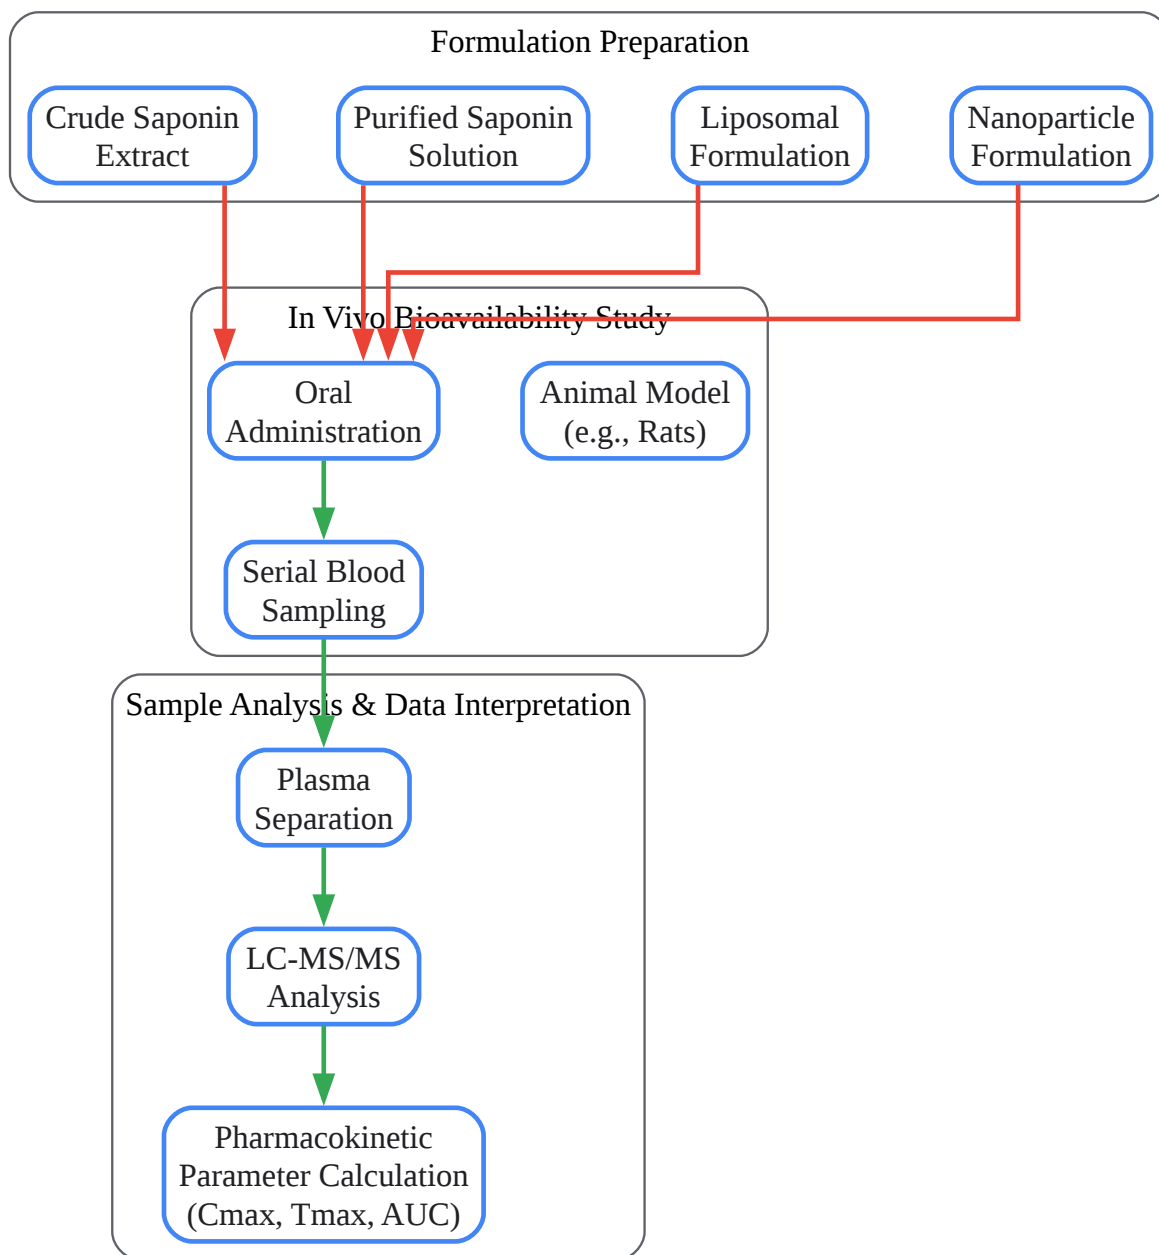 Formulation Preparation
Crude Saponin
Extract
Purified Saponin
Solution
Liposomal
Formulation
Nanoparticle
Formulation
In Vivo Bioavailability Study
Oral
Administration
Animal Model
(e.g., Rats)
Serial Blood
Sampling
Sample Analysis & Data Interpretation
Plasma
Separation
LC-MS/MS
Analysis
Pharmacokinetic
Parameter Calculation
(Cmax, Tmax, AUC)